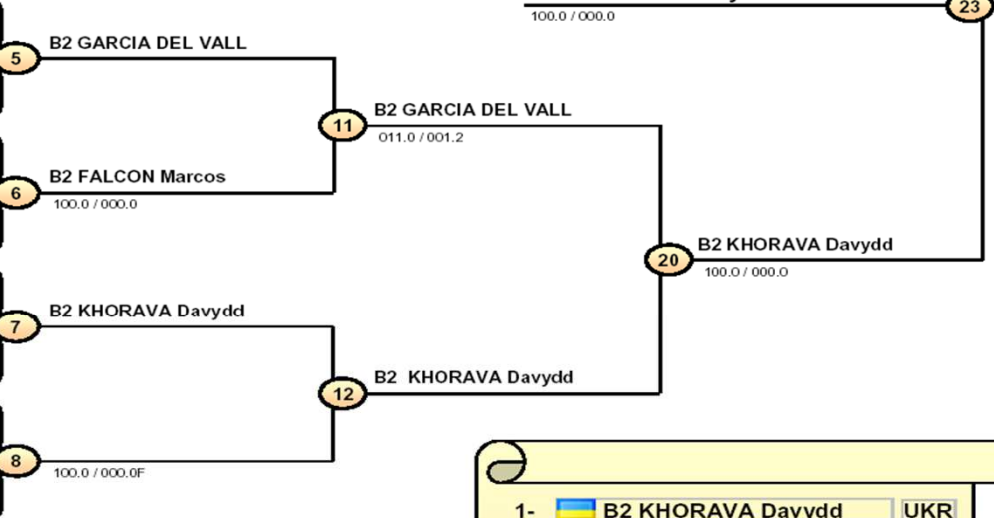 100.0 / 000.0
23
B2 GARCIA DEL VALL
5
B2 GARCIA DEL VALL
11
011.0 / 001.2
B2 FALCON Marcos
6
100.0 / 000.0
B2 KHORAVA Davydd
20
100.0 / 000.0
B2 KHORAVA Davydd
7
B2 KHORAVA Davydd
12
8
100.0 / 000.0F
1- B2 KHORAVA Davydd UKR